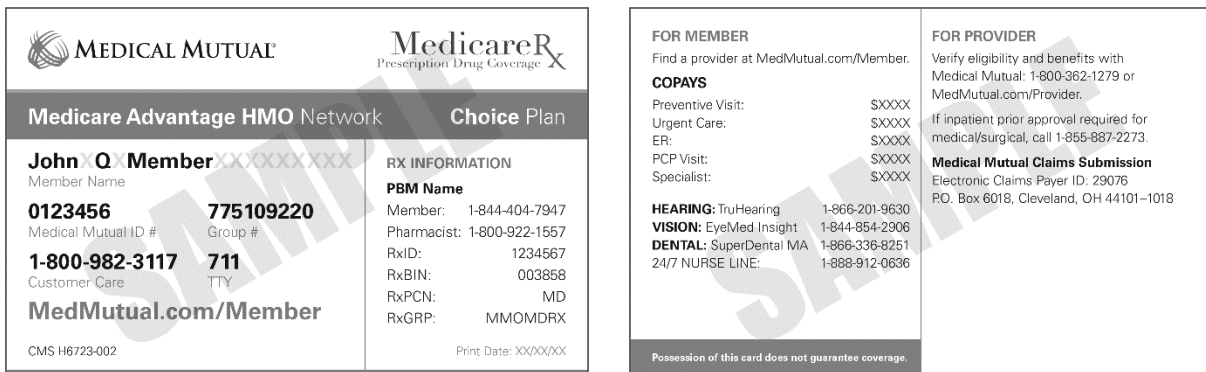 MEDICAL MUTUAL®
MedicareRx
Prescription Drug Coverage
Medicare Advantage HMO Network
Choice Plan
JohnXQXMemberXXXXXXXXX
Member Name
0123456
775109220
Medical Mutual ID #
Group #
1-800-982-3117
711
Customer Care
TTY
MedMutual.com/Member
CMS H6723-002
RX INFORMATION
PBM Name
Member: 1-844-404-7947
Pharmacist: 1-800-922-1557
RxID: 1234567
RxBIN: 003858
RxPCN: MD
RxGRP: MMOMDRX
Print Date: XX/XX/XX
SAMPLE
FOR MEMBER
Find a provider at MedMutual.com/Member.
COPAYS
Preventive Visit: $XXXX
Urgent Care: $XXXX
ER: $XXXX
PCP Visit: $XXXX
Specialist: $XXXX
HEARING: TruHearing 1-866-201-9630
VISION: EyeMed Insight 1-844-854-2906
DENTAL: SuperDental MA 1-866-336-8251
24/7 NURSE LINE: 1-888-912-0636
Possession of this card does not guarantee coverage.
FOR PROVIDER
Verify eligibility and benefits with
Medical Mutual: 1-800-362-1279 or
MedMutual.com/Provider.
If inpatient prior approval required for
medical/surgical, call 1-855-887-2273.
Medical Mutual Claims Submission
Electronic Claims Payer ID: 29076
P.O. Box 6018, Cleveland, OH 44101–1018
SAMPLE